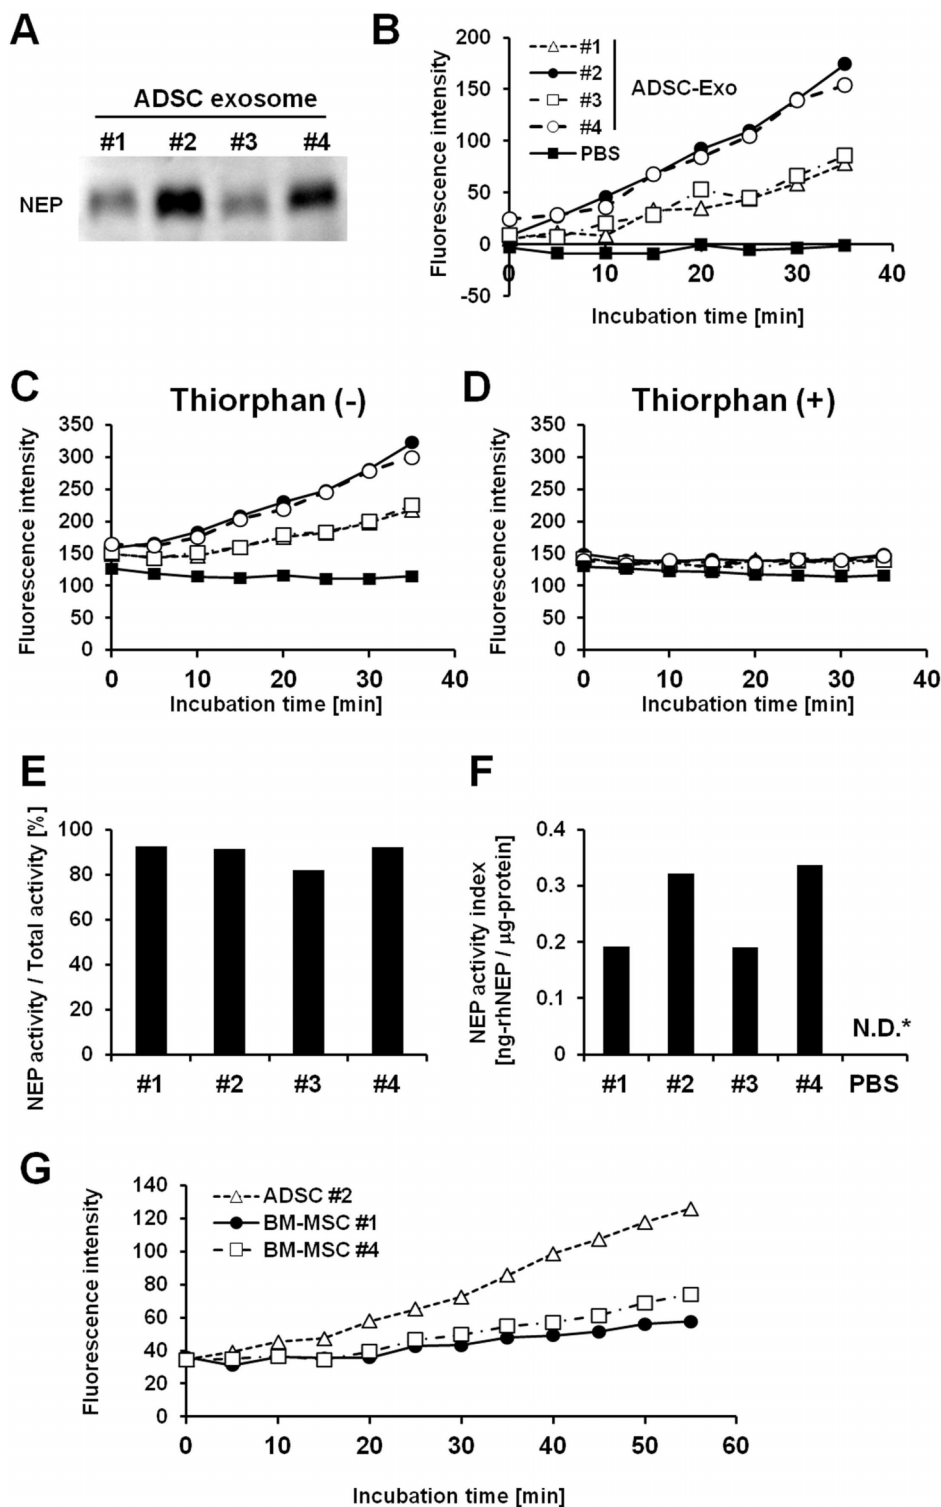 A
ADSC exosome
#1 #2 #3 #4
NEP
B
Fluorescence intensity
200
150
100
50
0
-50
#1
#2
#3
#4
PBS
ADSC-Exo
0 10 20 30 40
Incubation time [min]
C
Thiorphan (-)
Fluorescence intensity
350
300
250
200
150
100
50
0
0 10 20 30 40
Incubation time [min]
D
Thiorphan (+)
Fluorescence intensity
350
300
250
200
150
100
50
0
0 10 20 30 40
Incubation time [min]
E
NEP activity / Total activity [%]
100
80
60
40
20
0
#1 #2 #3 #4
F
NEP activity index
[ng-rhNEP / μg-protein]
0.4
0.3
0.2
0.1
0
N.D.*
#1 #2 #3 #4 PBS
G
Fluorescence intensity
140
120
100
80
60
40
20
0
ADSC #2
BM-MSC #1
BM-MSC #4
0 10 20 30 40 50 60
Incubation time [min]